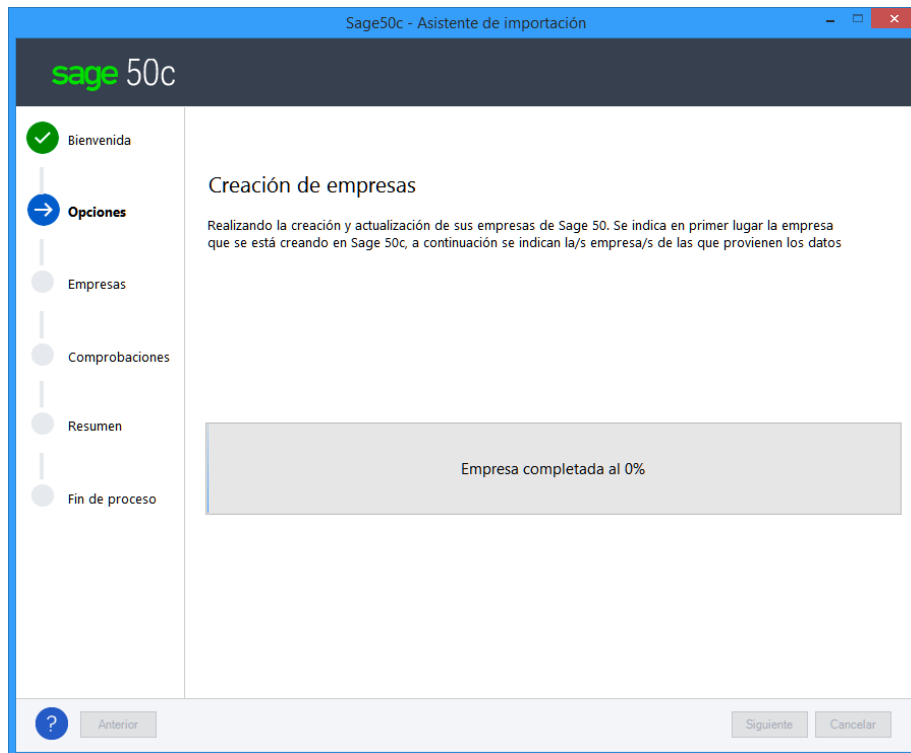 Sage50c - Asistente de importación
sage 50c
Bienvenida
Opciones
Empresas
Comprobaciones
Resumen
Fin de proceso
Creación de empresas
Realizando la creación y actualización de sus empresas de Sage 50. Se indica en primer lugar la empresa
que se está creando en Sage 50c, a continuación se indican la/s empresa/s de las que provienen los datos
Empresa completada al 0%
?
Anterior
Siguiente
Cancelar